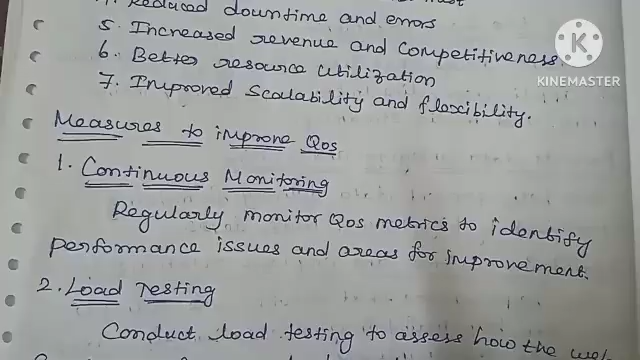 4. Reduced downtime and errors
5. Increased revenue and competitiveness.
6. Better resource utilization
7. Improved scalability and flexibility.
KINEMASTER
Measures to improve Qos
1. Continuous Monitoring
Regularly monitor Qos metrics to identify
performance issues and areas for improvement.
2. Load Testing
Conduct load testing to assess how the web